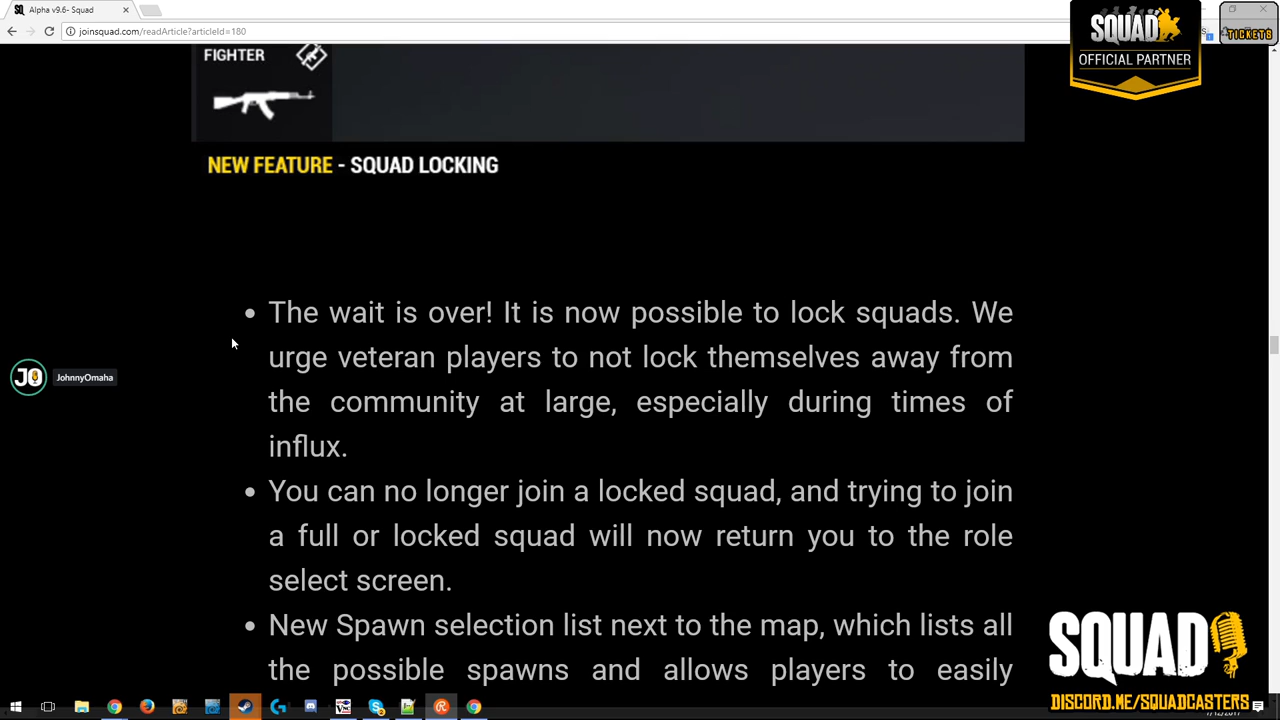 Alpha v9.6- Squad
joinsquad.com/readArticle?articleId=180
SQUAD
OFFICIAL PARTNER
TICKETS
FIGHTER
NEW FEATURE - SQUAD LOCKING
The wait is over! It is now possible to lock squads. We
urge veteran players to not lock themselves away from
the community at large, especially during times of
influx.
JO JohnnyOmaha
You can no longer join a locked squad, and trying to join
a full or locked squad will now return you to the role
select screen.
New Spawn selection list next to the map, which lists all
the possible spawns and allows players to easily
SQUAD
DISCORD.ME/SQUADCASTERS